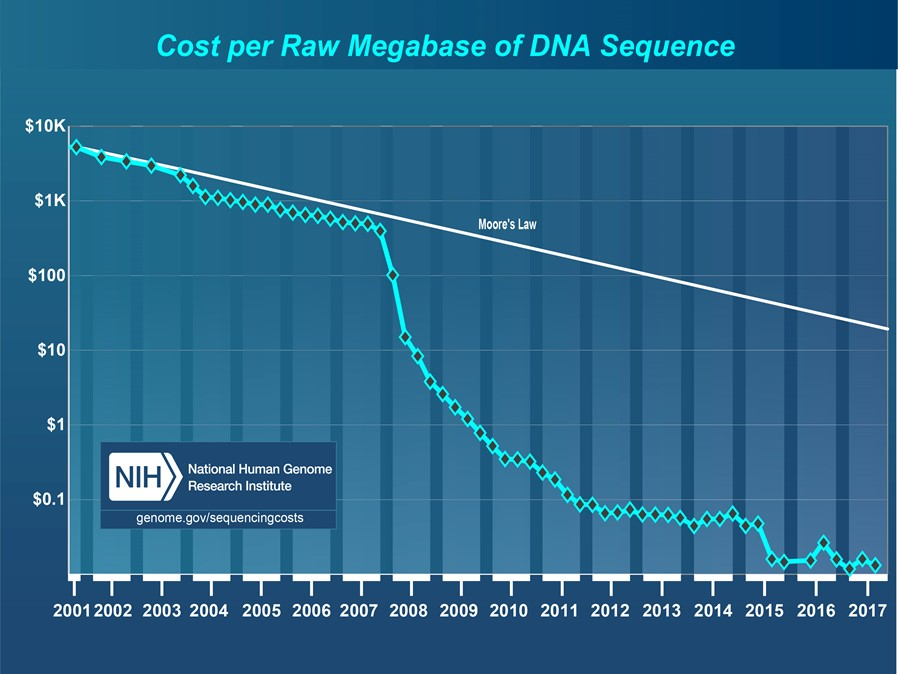 Cost per Raw Megabase of DNA Sequence
$10K
$1K
Moore's Law
$100
$10
$1
NIH
National Human Genome
Research Institute
$0.1
genome.gov/sequencingcosts
2001 2002 2003 2004 2005 2006 2007 2008 2009 2010 2011 2012 2013 2014 2015 2016 2017